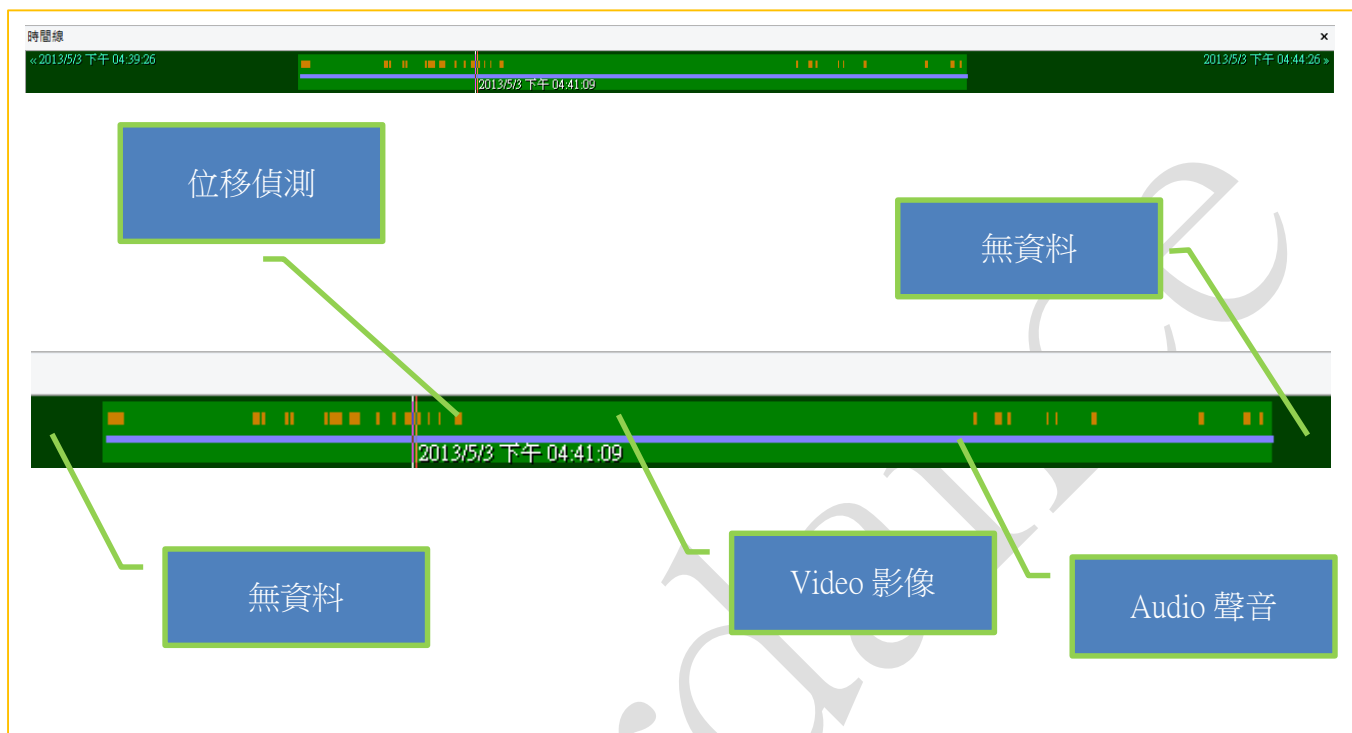 時間線 ×
«2013/5/3 下午 04:39:26
2013/5/3 下午 04:44:26 »
2013/5/3 下午 04:41:09
位移偵測
無資料
2013/5/3 下午 04:41:09
無資料
Video 影像
Audio 聲音